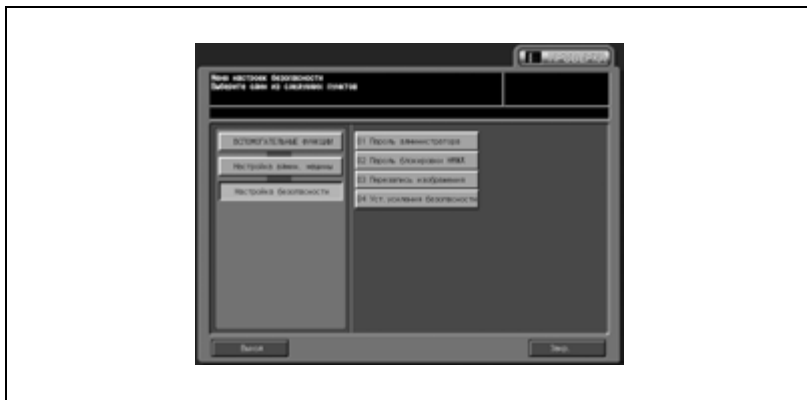 Меню настроек безопасности
Выберите один из следующих пунктов
ВСПОМОГАТЕЛЬНЫЕ ФУНКЦИИ
01 Пароль администратора
Настройка админ. машины
02 Пароль блокировки
Настройка безопасности
03 Перезапись изображения
04 Уст.усиления безопасности
Выход
Закр.